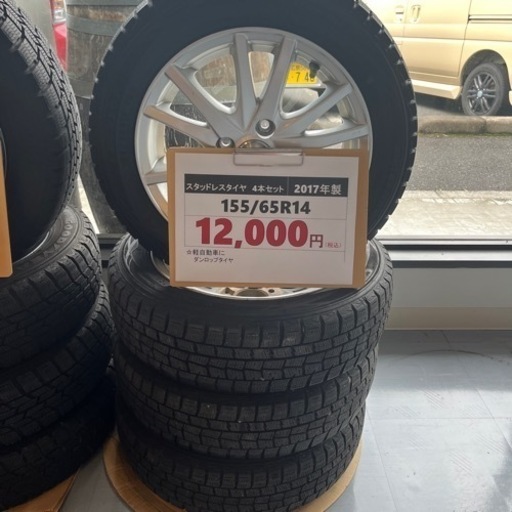 スタッドレスタイヤ 4本セット 2017年製
155/65R14
12,000円(税込)
※軽自動車に
ダンロップタイヤ